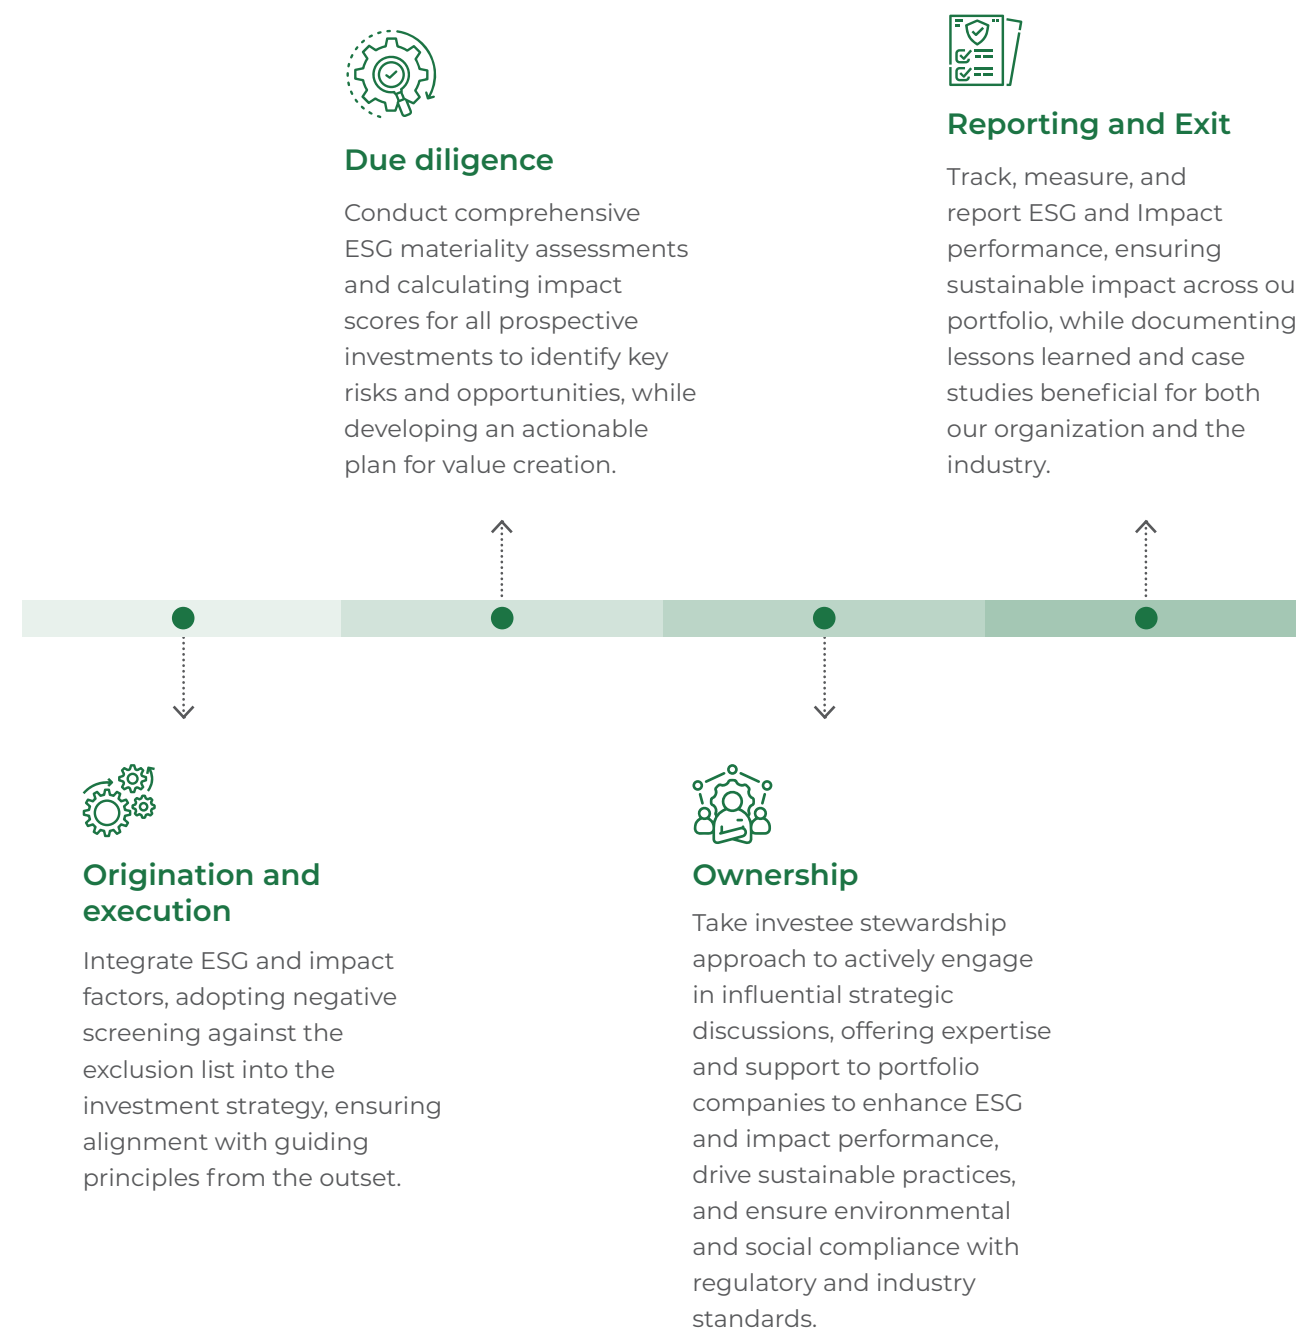 Due diligence
Conduct comprehensive
ESG materiality assessments
and calculating impact
scores for all prospective
investments to identify key
risks and opportunities, while
developing an actionable
plan for value creation.
Reporting and Exit
Track, measure, and
report ESG and Impact
performance, ensuring
sustainable impact across ou
portfolio, while documenting
lessons learned and case
studies beneficial for both
our organization and the
industry.
Origination and
execution
Integrate ESG and impact
factors, adopting negative
screening against the
exclusion list into the
investment strategy, ensuring
alignment with guiding
principles from the outset.
Ownership
Take investee stewardship
approach to actively engage
in influential strategic
discussions, offering expertise
and support to portfolio
companies to enhance ESG
and impact performance,
drive sustainable practices,
and ensure environmental
and social compliance with
regulatory and industry
standards.